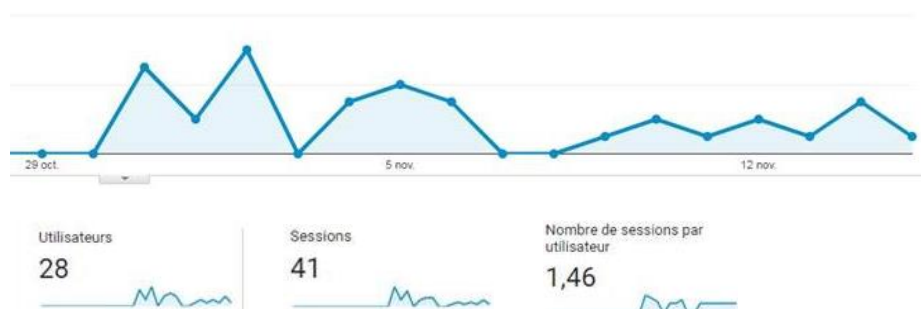 29 oct.
5 nov.
12 nov.
Utilisateurs
28
Sessions
41
Nombre de sessions par
utilisateur
1,46